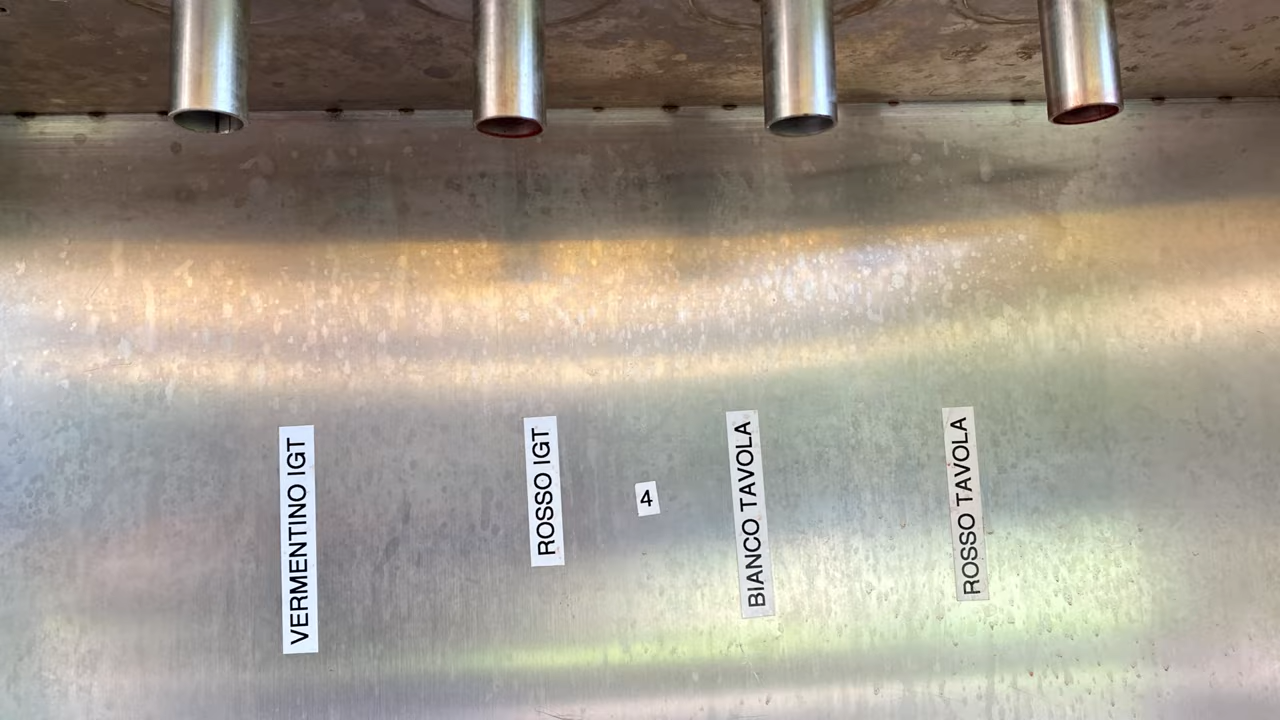 VERMENTINO IGT
ROSSO IGT
4
BIANCO TAVOLA
ROSSO TAVOLA